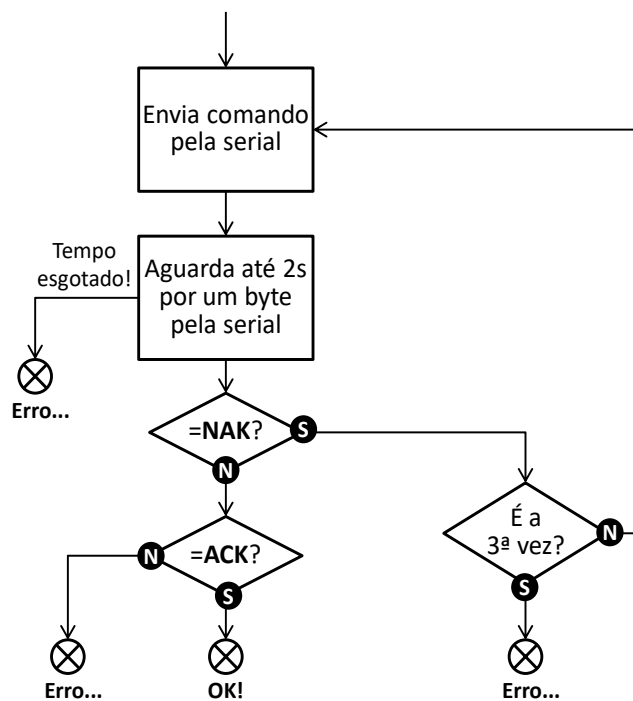 Envia comando
pela serial
Tempo
esgotado!
Aguarda até 2s
por um byte
pela serial
Erro...
=NAK?
S
N
É a
3ª vez?
N
S
N
=ACK?
S
Erro...
OK!
Erro...